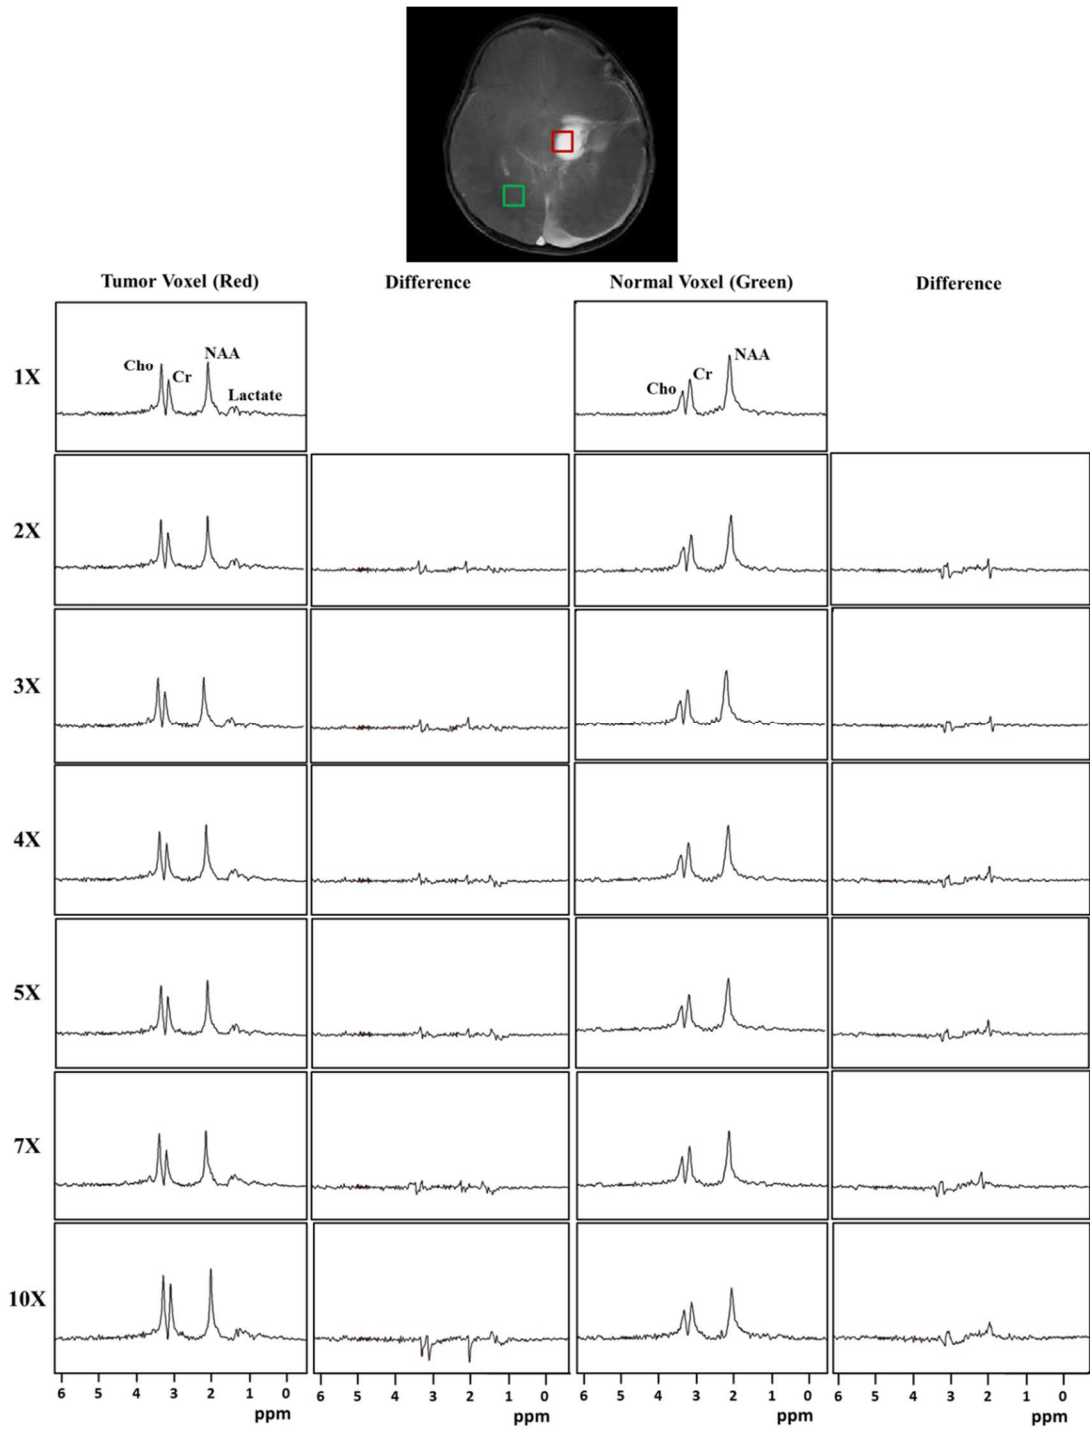 Tumor Voxel (Red) Difference Normal Voxel (Green) Difference
1X
Cho Cr NAA Lactate
Cho Cr NAA
2X
3X
4X
5X
7X
10X
6 5 4 3 2 1 0 6 5 4 3 2 1 0 6 5 4 3 2 1 0 6 5 4 3 2 1 0
ppm ppm ppm ppm